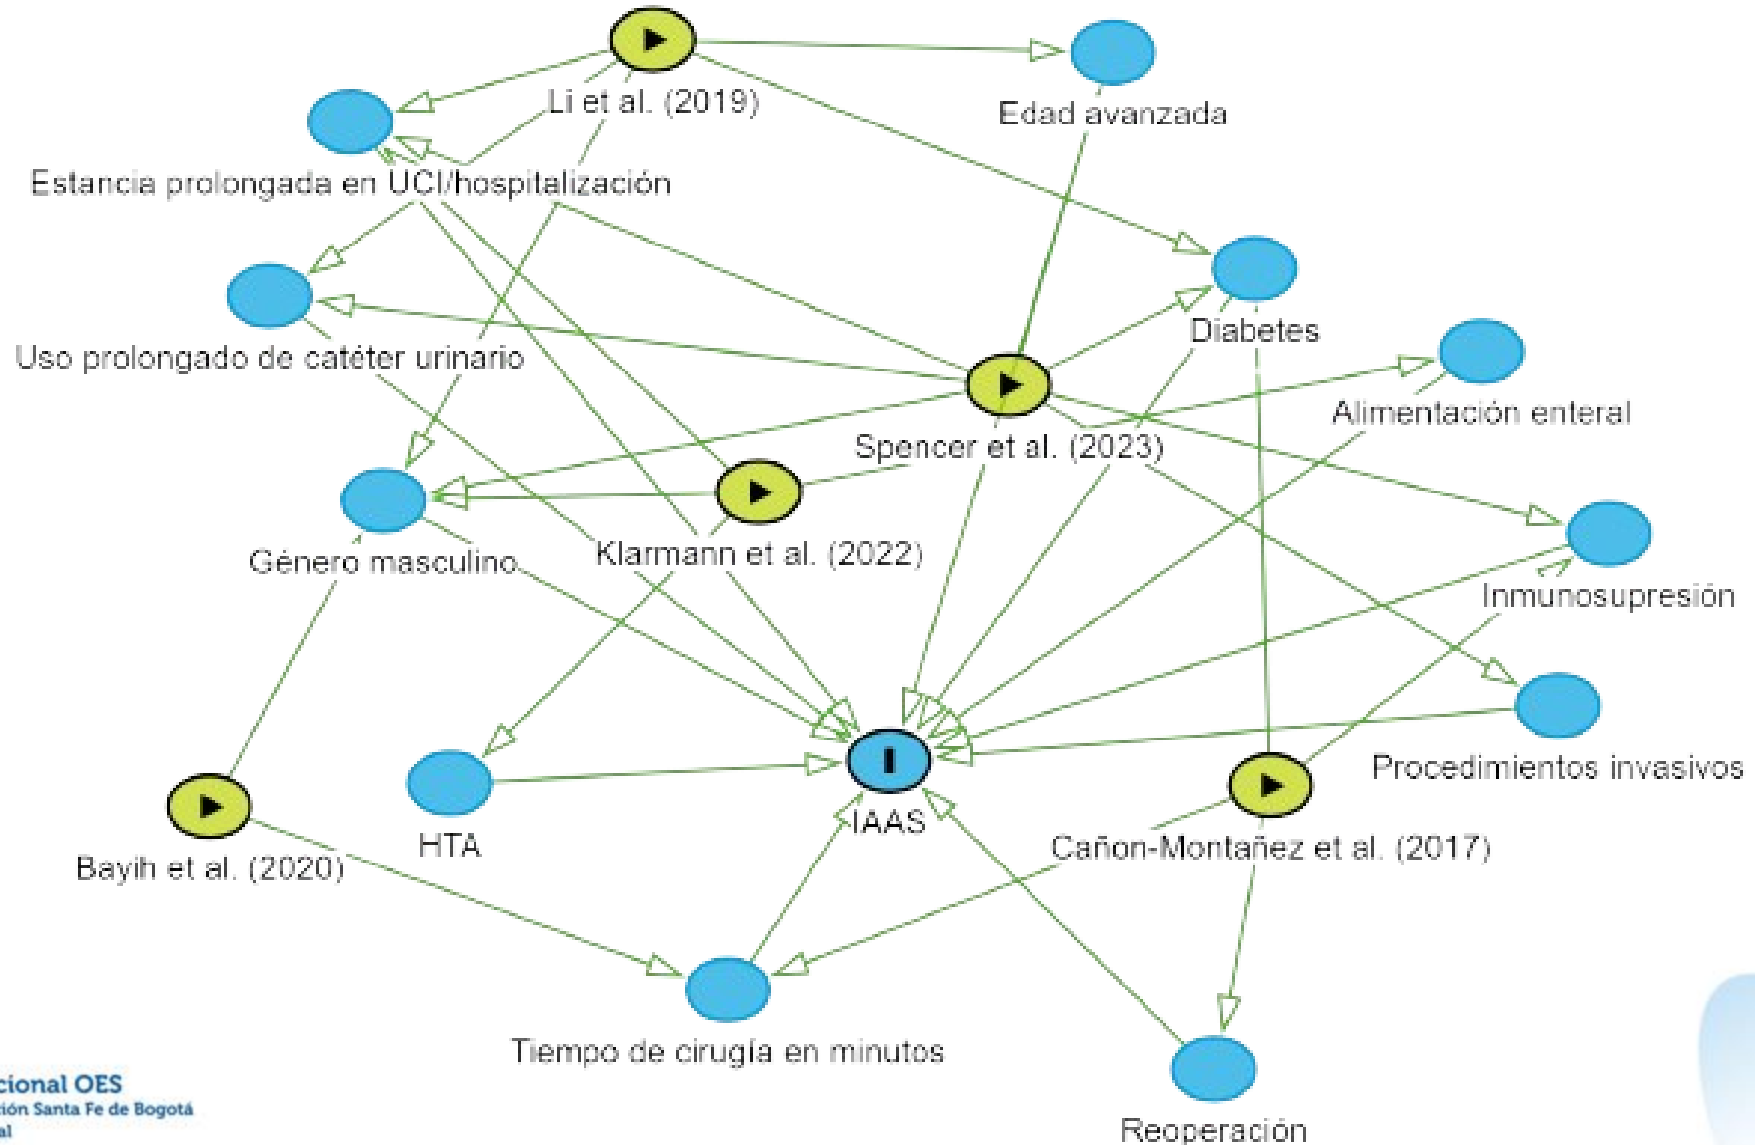 Li et al. (2019)
Edad avanzada
Estancia prolongada en UCI/hospitalización
Diabetes
Uso prolongado de catéter urinario
Alimentación enteral
Spencer et al. (2023)
Género masculino
Klarmann et al. (2022)
Inmunosupresión
Procedimientos invasivos
IAAS
HTA
Cañon-Montañez et al. (2017)
Bayih et al. (2020)
Tiempo de cirugía en minutos
Reoperación
cional OES
ción Santa Fe de Bogotá
al